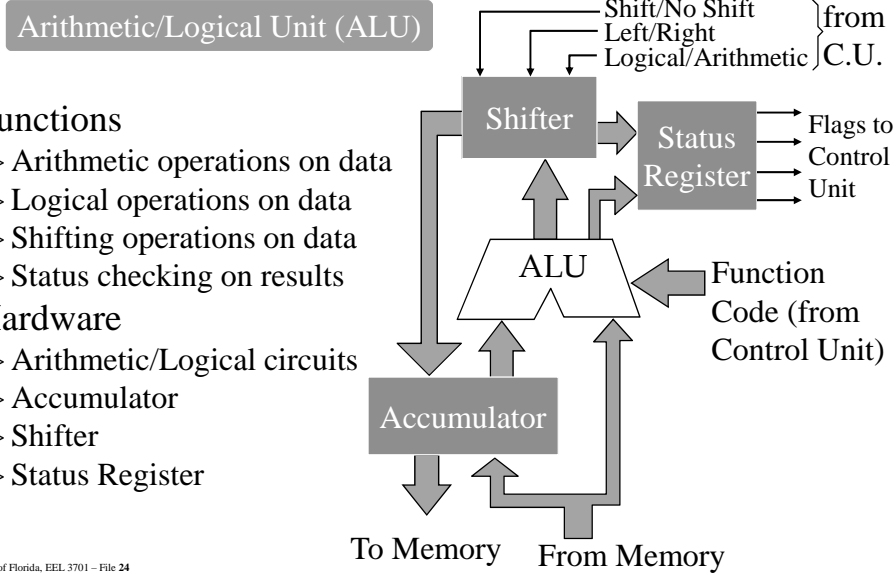 Arithmetic/Logical Unit (ALU)
unctions
> Arithmetic operations on data
> Logical operations on data
> Shifting operations on data
> Status checking on results
ardware
> Arithmetic/Logical circuits
> Accumulator
> Shifter
> Status Register
Shift/No Shift
Left/Right
Logical/Arithmetic
from
C.U.
Shifter
Status
Register
Flags to
Control
Unit
ALU
Function
Code (from
Control Unit)
Accumulator
To Memory
From Memory
of Florida, EEL 3701 – File 24